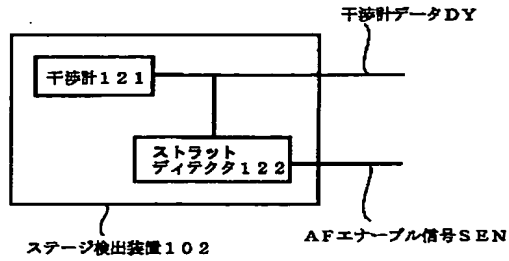 干渉計データDY
干渉計121
ストラット
ディテクタ122
ステージ検出装置102
AFエナーブル信号SEN